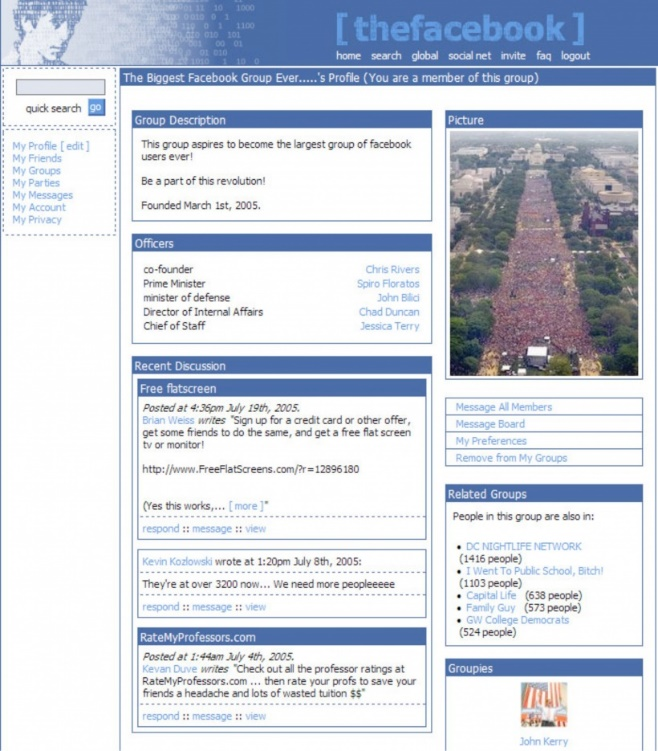 [ thefacebook ]
home search global social net invite faq logout
quick search go
My Profile [ edit ]
My Friends
My Groups
My Parties
My Messages
My Account
My Privacy
The Biggest Facebook Group Ever.....'s Profile (You are a member of this group)
Group Description
This group aspires to become the largest group of facebook
users ever!
Be a part of this revolution!
Founded March 1st, 2005.
Officers
co-founder Chris Rivers
Prime Minister Spiro Floratos
minister of defense John Bilici
Director of Internal Affairs Chad Duncan
Chief of Staff Jessica Terry
Recent Discussion
Free flatscreen
Posted at 4:36pm July 19th, 2005.
Brian Weiss writes "Sign up for a credit card or other offer,
get some friends to do the same, and get a free flat screen
tv or monitor!
http://www.FreeFlatScreens.com/?r=12896180
(Yes this works,... [ more ]"
respond :: message :: view
Kevin Kozlowski wrote at 1:20pm July 8th, 2005:
They're at over 3200 now... We need more peopleeeee
respond :: message :: view
RateMyProfessors.com
Posted at 1:44am July 4th, 2005.
Kevan Duve writes "Check out all the professor ratings at
RateMyProfessors.com ... then rate your profs to save your
friends a headache and lots of wasted tuition $$"
respond :: message :: view
Picture
Message All Members
Message Board
My Preferences
Remove from My Groups
Related Groups
People in this group are also in:
• DC NIGHTLIFE NETWORK
(1416 people)
• I Went To Public School, Bitch!
(1103 people)
• Capital Life (638 people)
• Family Guy (573 people)
• GW College Democrats
(524 people)
Groupies
John Kerry